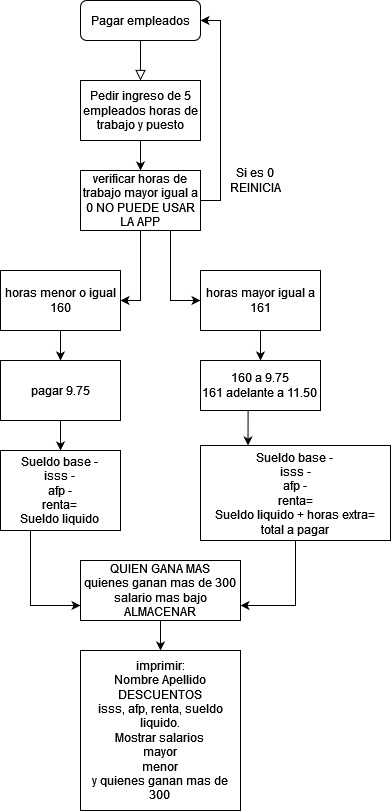 Pagar empleados
Pedir ingreso de 5
empleados horas de
trabajo y puesto
verificar horas de
trabajo mayor igual a
0 NO PUEDE USAR
LA APP
Si es 0
REINICIA
horas menor o igual
160
horas mayor igual a
161
pagar 9.75
160 a 9.75
161 adelante a 11.50
Sueldo base -
isss -
afp -
renta=
Sueldo liquido
Sueldo base -
isss -
afp -
renta=
Sueldo liquido + horas extra=
total a pagar
QUIEN GANA MAS
quienes ganan mas de 300
salario mas bajo
ALMACENAR
imprimir:
Nombre Apellido
DESCUENTOS
isss, afp, renta, sueldo
liquido.
Mostrar salarios
mayor
menor
y quienes ganan mas de
300